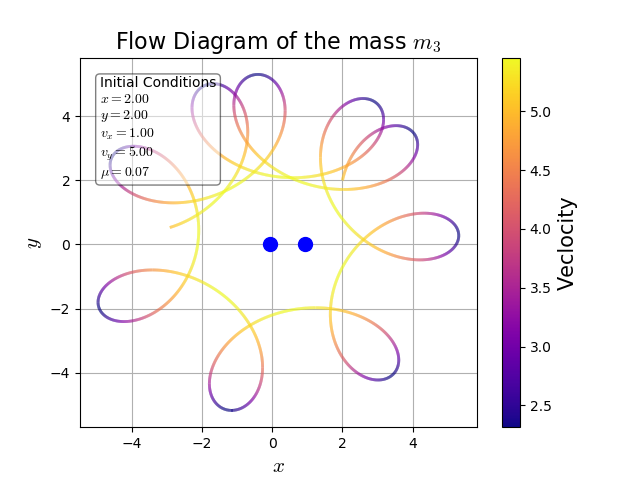 Flow Diagram of the mass m₃
Initial Conditions
x = 2.00
y = 2.00
vₓ = 1.00
v_y = 5.00
μ = 0.07
4
2
0
−2
−4
y
−4
−2
0
2
4
x
5.0
4.5
4.0
3.5
3.0
2.5
Veclocity